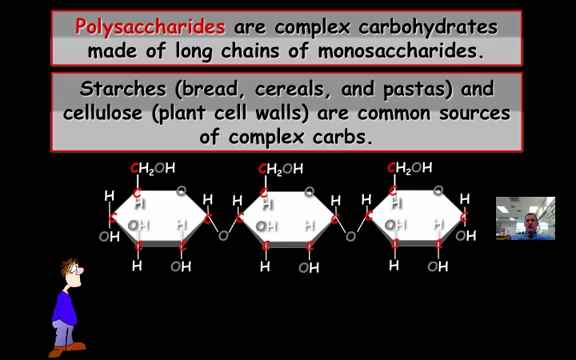 Polysaccharides are complex carbohydrates
made of long chains of monosaccharides.
Starches (bread, cereals, and pastas) and
cellulose (plant cell walls) are common sources
of complex carbs.
CH₂OH CH₂OH CH₂OH
H C O H H C O H H C O H
H H H
C OH H C C OH H C C OH H C
OH C C O C C O C C OH
H OH H OH H OH